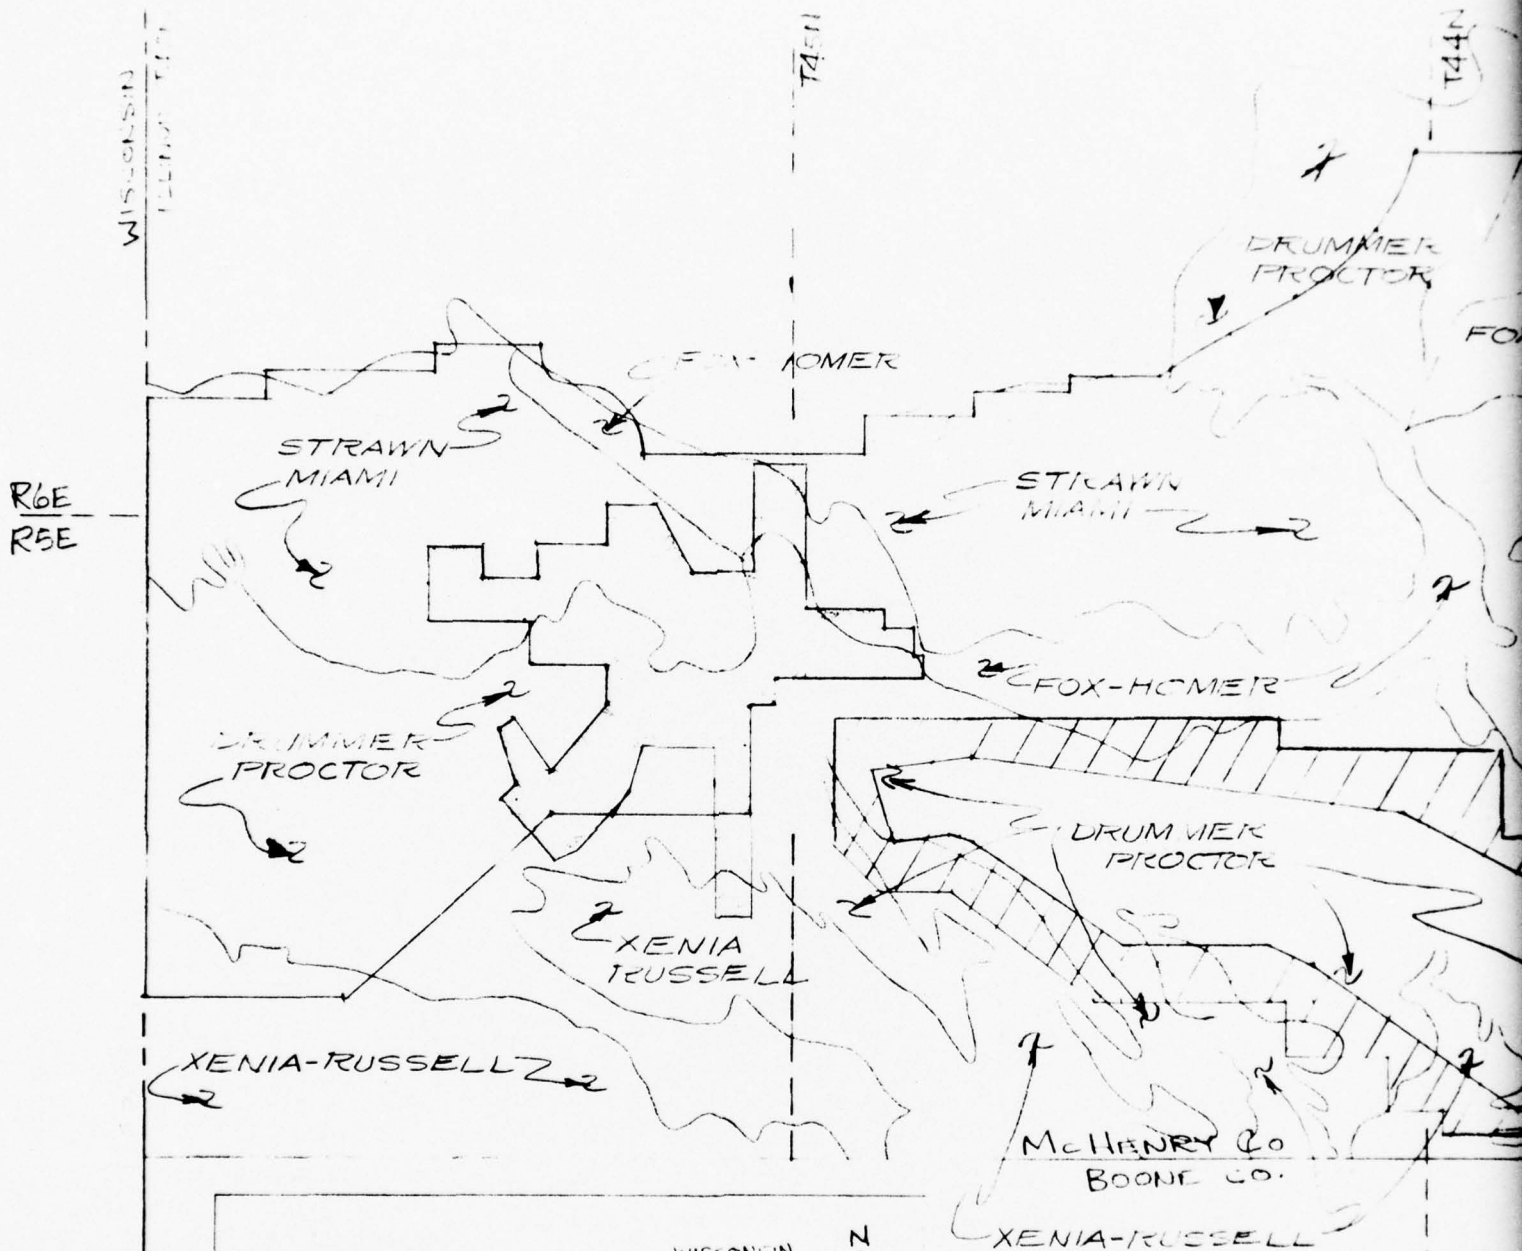 WISCONSIN
T45N
T44N
DRUMMER
PROCTOR
FOX-HOMER
STRAWN
MIAMI
R6E
R5E
STRAWN
MIAMI
FOX-HOMER
DRUMMER
PROCTOR
DRUMMER
PROCTOR
XENIA
RUSSELL
XENIA-RUSSELL
McHENRY CO
BOONE CO.
XENIA-RUSSELL
WISCONSIN
N